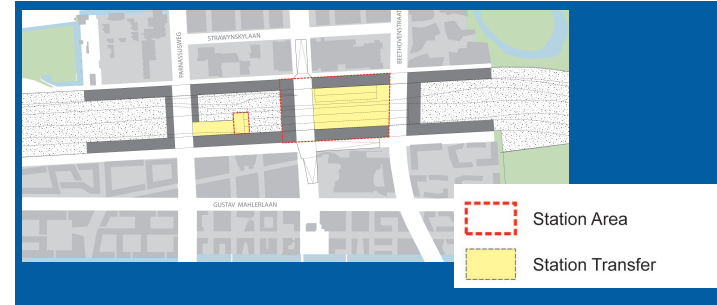 STRAWINSKYLAAN
PARNASSUSWEG
BEETHOVENSTRAAT
GUSTAV MAHLERLAAN
Station Area
Station Transfer